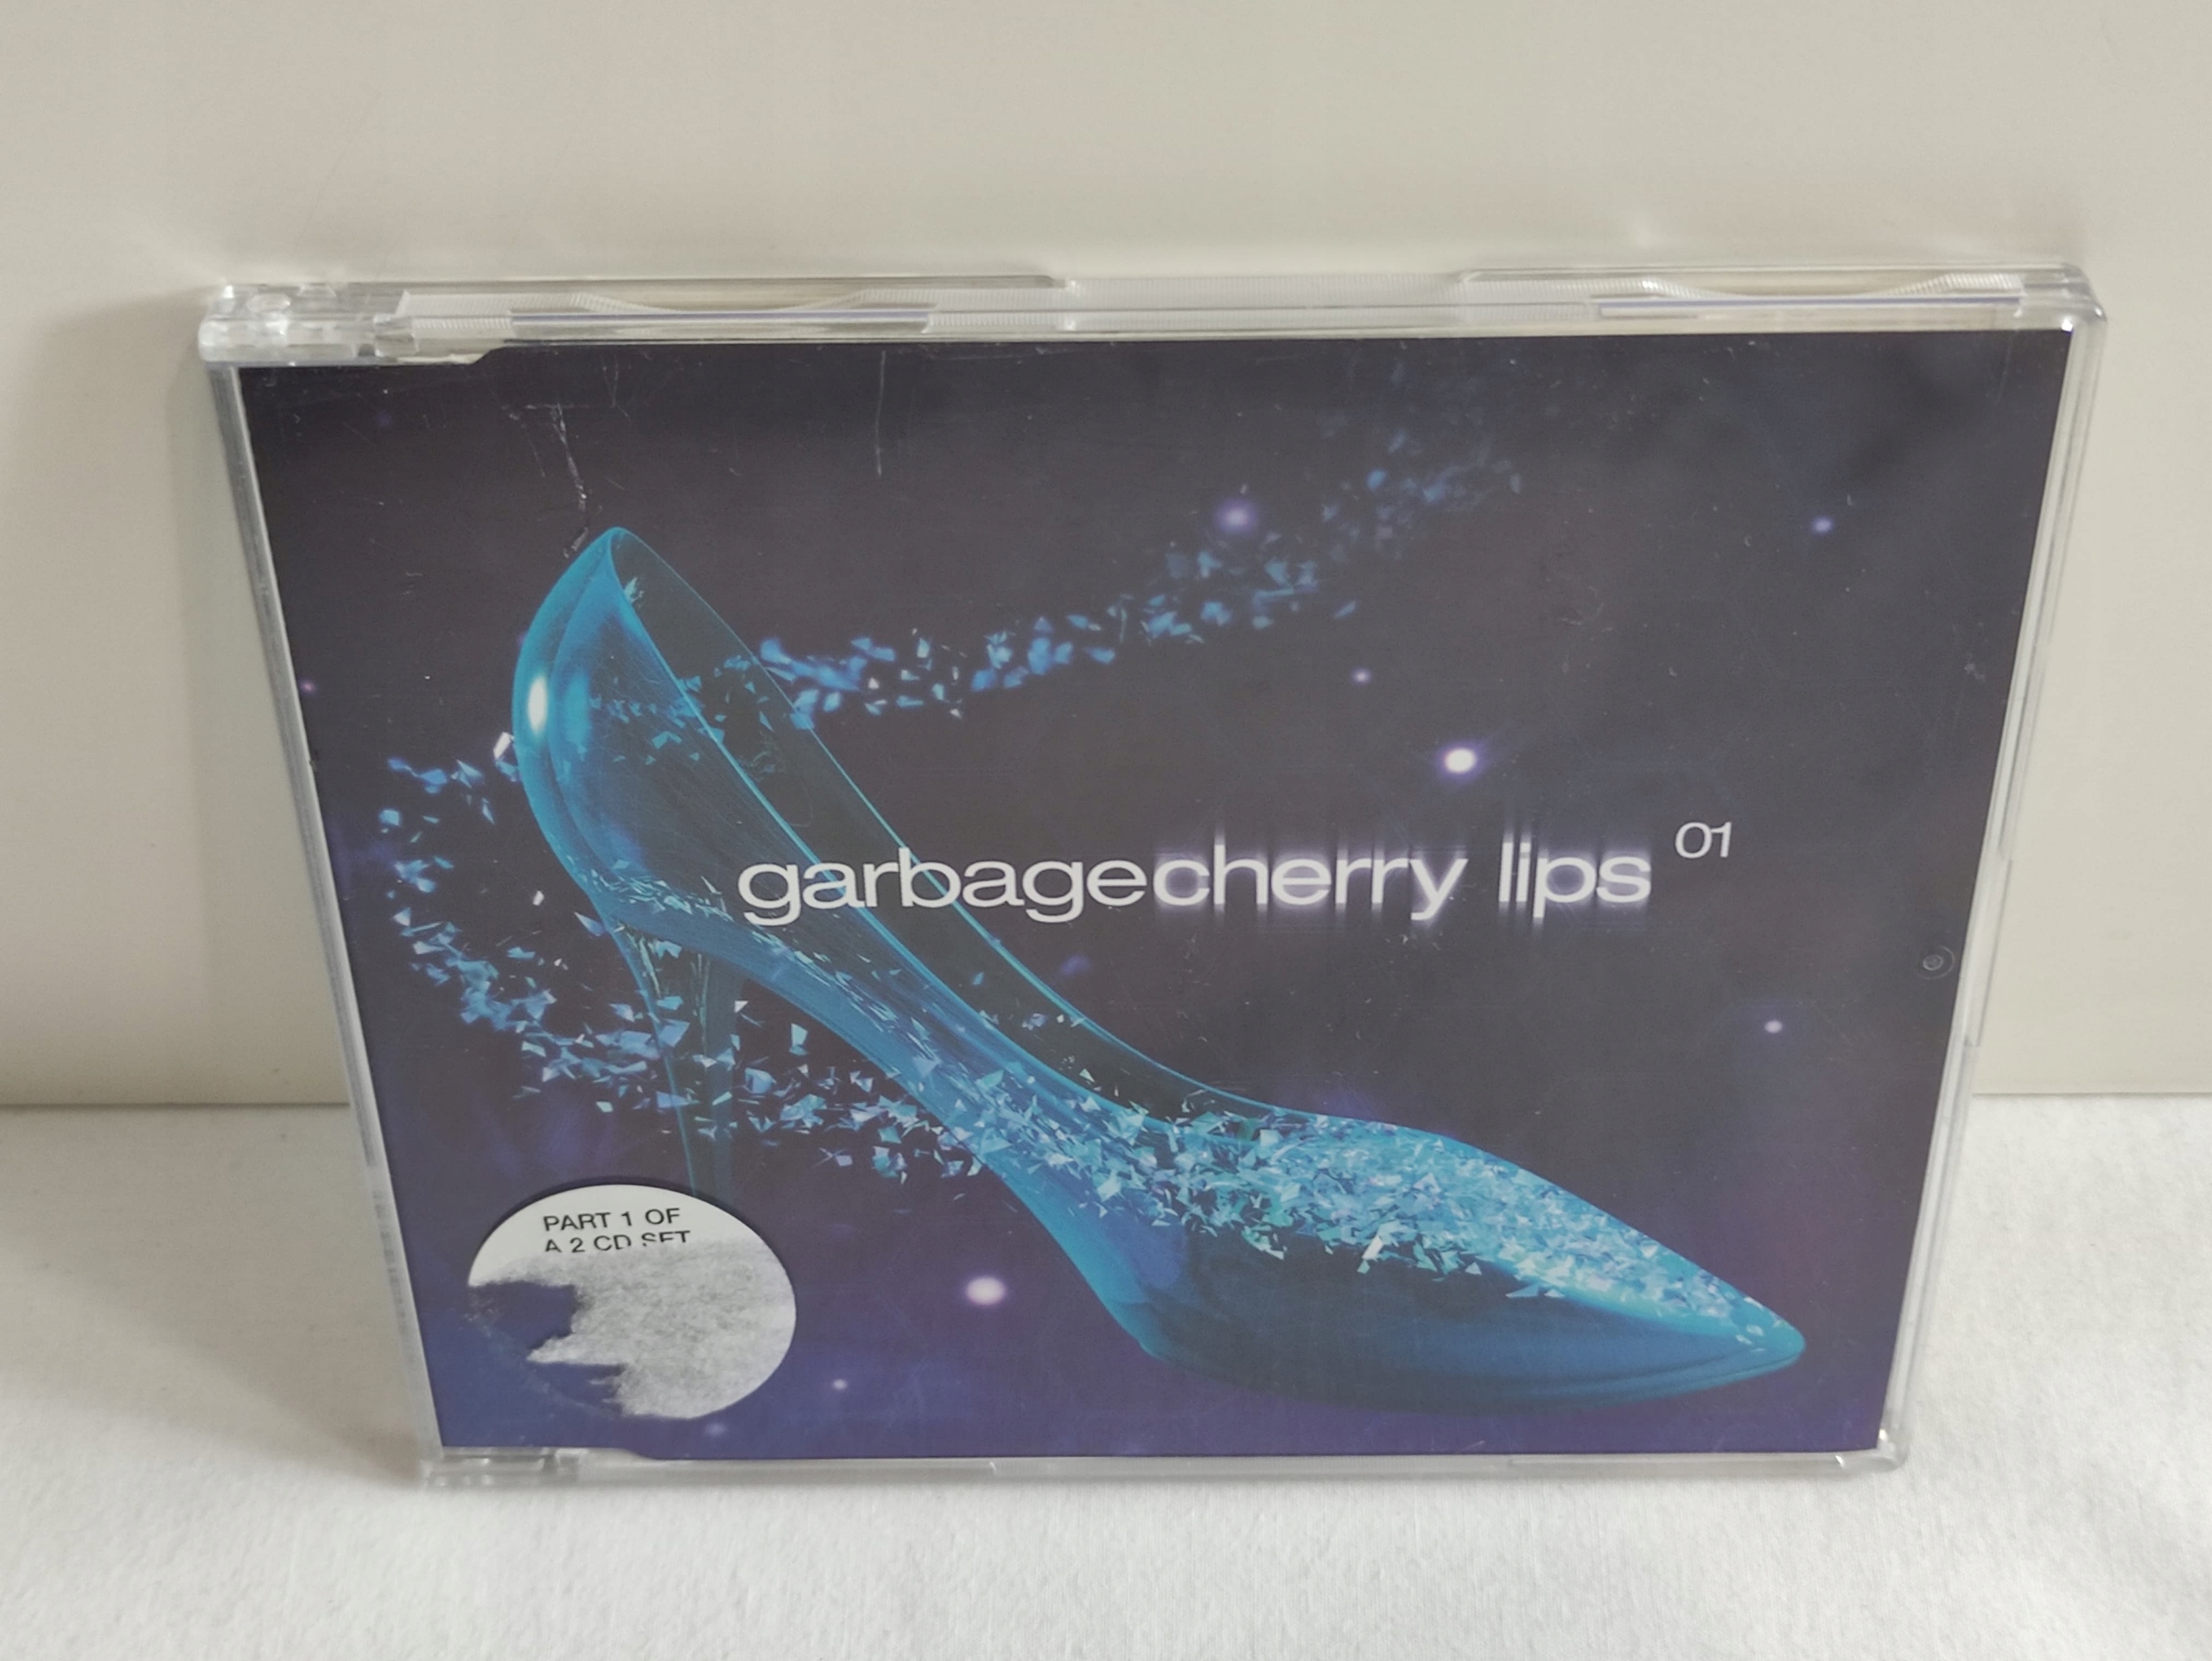 garbagecherry lips 01
PART 1 OF
A 2 CD SET